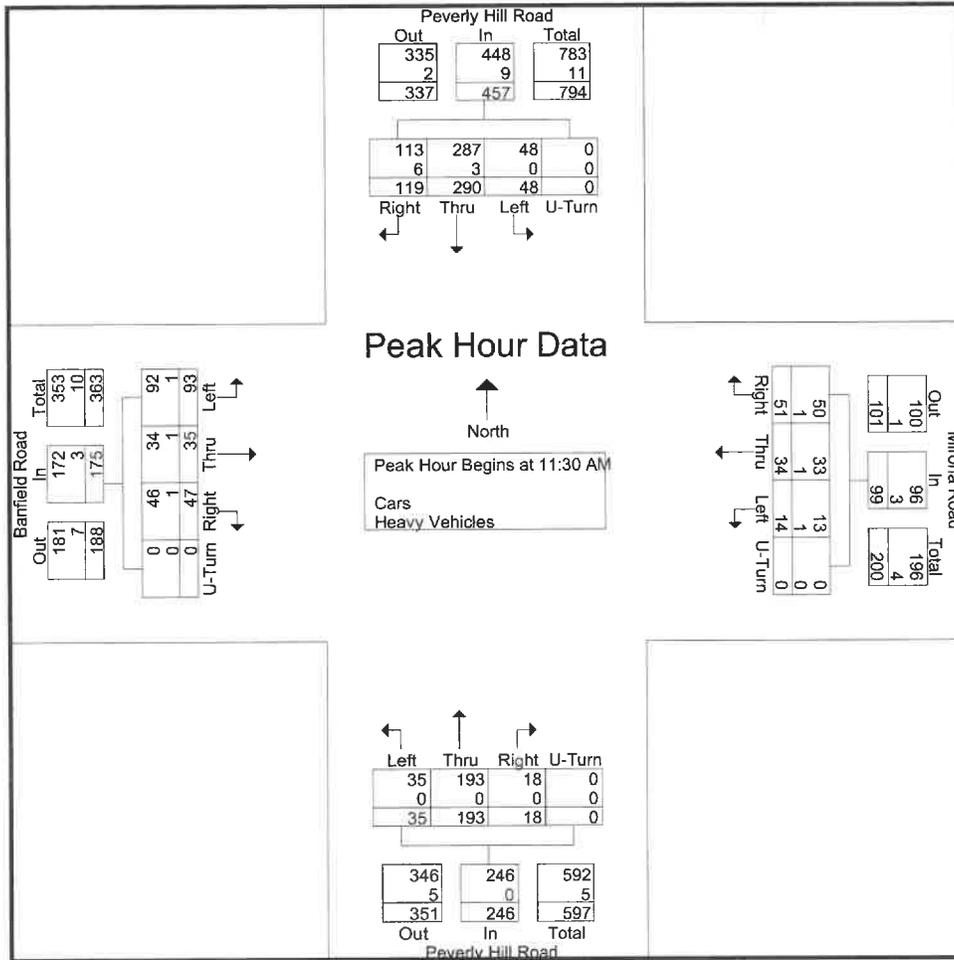 Peverly Hill Road
Out In Total
335 448 783
2 9 11
337 457 794
113 287 48 0
6 3 0 0
119 290 48 0
Right Thru Left U-Turn
Peak Hour Data
North
Peak Hour Begins at 11:30 AM
Cars
Heavy Vehicles
Banfield Road
Out In Total
181 172 353
7 3 10
188 175 363
92 34 46 0
1 1 1 0
93 35 47 0
Left Thru Right U-Turn
Road
Out In Total
100 96 196
1 3 4
101 99 200
50 33 13 0
1 1 1 0
51 34 14 0
Right Thru Left U-Turn
Left Thru Right U-Turn
35 193 18 0
0 0 0 0
35 193 18 0
346 246 592
5 0 5
351 246 597
Out In Total
Peverly Hill Road